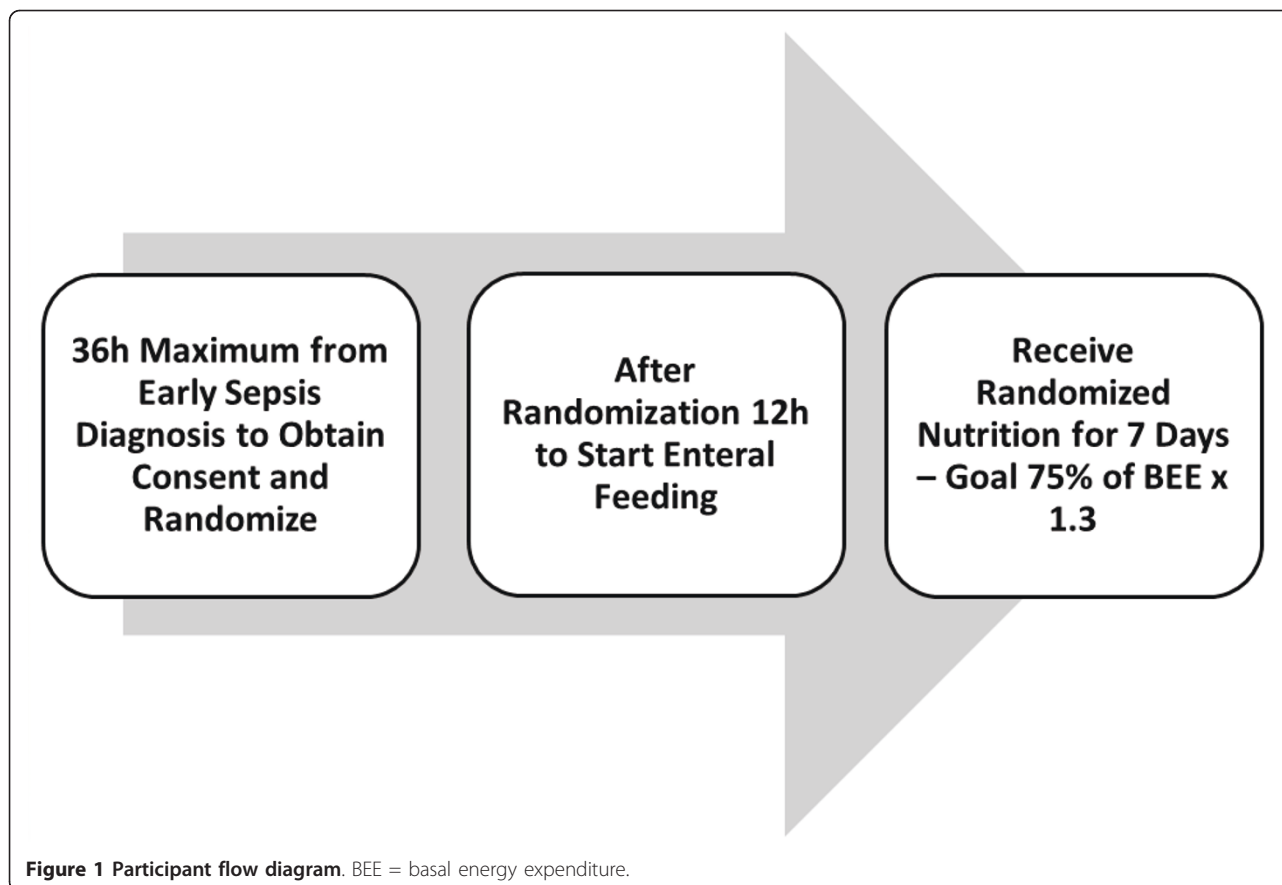 36h Maximum from
Early Sepsis
Diagnosis to Obtain
Consent and
Randomize
After
Randomization 12h
to Start Enteral
Feeding
Receive
Randomized
Nutrition for 7 Days
– Goal 75% of BEE x
1.3
Figure 1 Participant flow diagram. BEE = basal energy expenditure.